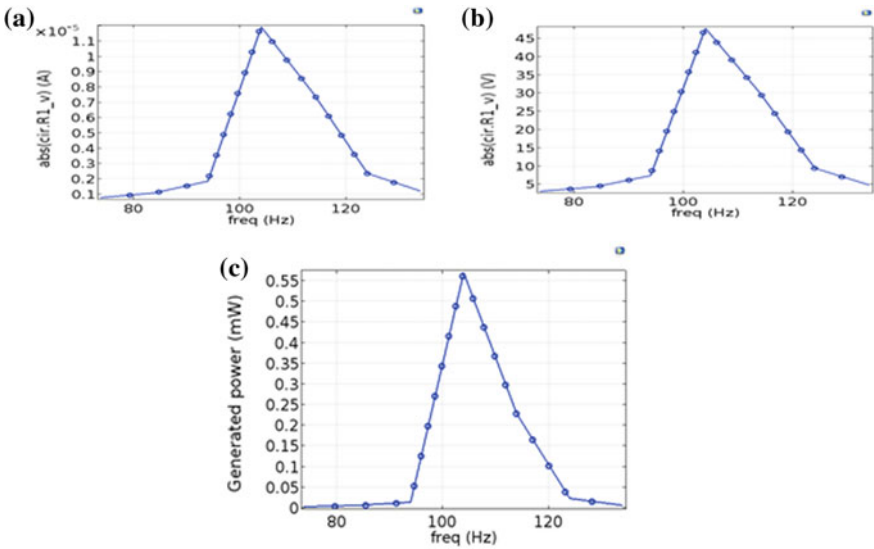 (a)
×10⁻⁵
1.1
1
0.9
0.8
0.7
0.6
0.5
0.4
0.3
0.2
0.1
abs(cir.R1_v) (A)
80 100 120
freq (Hz)
(b)
45
40
35
30
25
20
15
10
5
abs(cir.R1_v) (V)
80 100 120
freq (Hz)
(c)
0.55
0.5
0.45
0.4
0.35
0.3
0.25
0.2
0.15
0.1
0.05
0
Generated power (mW)
80 100 120
freq (Hz)